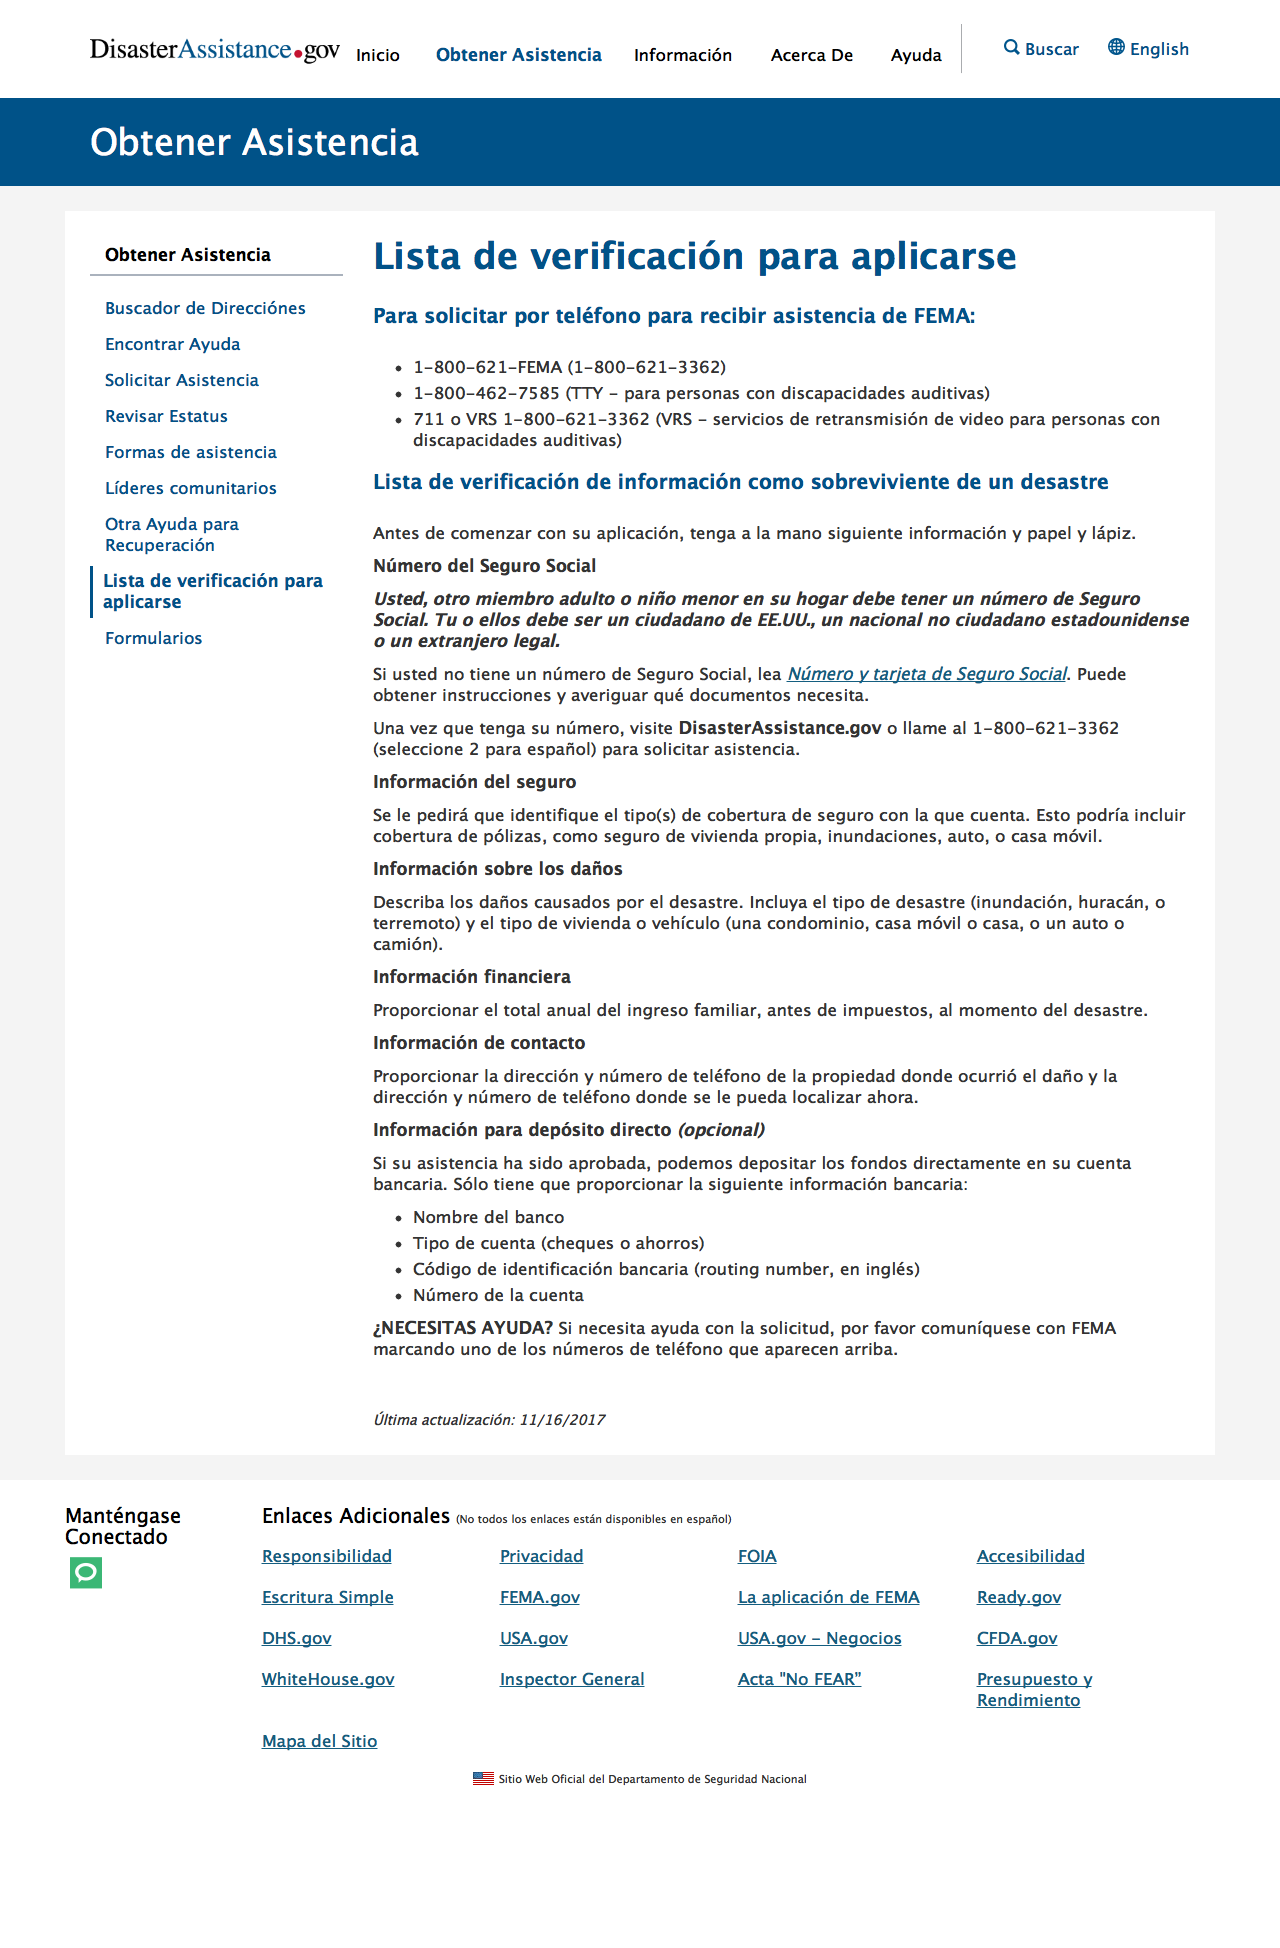 DisasterAssistance.gov
Inicio
Obtener Asistencia
Información
Acerca De
Ayuda
Buscar
English
Obtener Asistencia
Obtener Asistencia
Buscador de Direcciónes
Encontrar Ayuda
Solicitar Asistencia
Revisar Estatus
Formas de asistencia
Líderes comunitarios
Otra Ayuda para
Recuperación
Lista de verificación para
aplicarse
Formularios
Lista de verificación para aplicarse
Para solicitar por teléfono para recibir asistencia de FEMA:
• 1-800-621-FEMA (1-800-621-3362)
• 1-800-462-7585 (TTY - para personas con discapacidades auditivas)
• 711 o VRS 1-800-621-3362 (VRS - servicios de retransmisión de video para personas con
discapacidades auditivas)
Lista de verificación de información como sobreviviente de un desastre
Antes de comenzar con su aplicación, tenga a la mano siguiente información y papel y lápiz.
Número del Seguro Social
Usted, otro miembro adulto o niño menor en su hogar debe tener un número de Seguro
Social. Tu o ellos debe ser un ciudadano de EE.UU., un nacional no ciudadano estadounidense
o un extranjero legal.
Si usted no tiene un número de Seguro Social, lea Número y tarjeta de Seguro Social. Puede
obtener instrucciones y averiguar qué documentos necesita.
Una vez que tenga su número, visite DisasterAssistance.gov o llame al 1-800-621-3362
(seleccione 2 para español) para solicitar asistencia.
Información del seguro
Se le pedirá que identifique el tipo(s) de cobertura de seguro con la que cuenta. Esto podría incluir
cobertura de pólizas, como seguro de vivienda propia, inundaciones, auto, o casa móvil.
Información sobre los daños
Describa los daños causados por el desastre. Incluya el tipo de desastre (inundación, huracán, o
terremoto) y el tipo de vivienda o vehículo (una condominio, casa móvil o casa, o un auto o
camión).
Información financiera
Proporcionar el total anual del ingreso familiar, antes de impuestos, al momento del desastre.
Información de contacto
Proporcionar la dirección y número de teléfono de la propiedad donde ocurrió el daño y la
dirección y número de teléfono donde se le pueda localizar ahora.
Información para depósito directo (opcional)
Si su asistencia ha sido aprobada, podemos depositar los fondos directamente en su cuenta
bancaria. Sólo tiene que proporcionar la siguiente información bancaria:
• Nombre del banco
• Tipo de cuenta (cheques o ahorros)
• Código de identificación bancaria (routing number, en inglés)
• Número de la cuenta
¿NECESITAS AYUDA? Si necesita ayuda con la solicitud, por favor comuníquese con FEMA
marcando uno de los números de teléfono que aparecen arriba.
Última actualización: 11/16/2017
Manténgase
Conectado
Enlaces Adicionales (No todos los enlaces están disponibles en español)
Responsibilidad
Privacidad
FOIA
Accesibilidad
Escritura Simple
FEMA.gov
La aplicación de FEMA
Ready.gov
DHS.gov
USA.gov
USA.gov - Negocios
CFDA.gov
WhiteHouse.gov
Inspector General
Acta "No FEAR”
Presupuesto y
Rendimiento
Mapa del Sitio
Sitio Web Oficial del Departamento de Seguridad Nacional